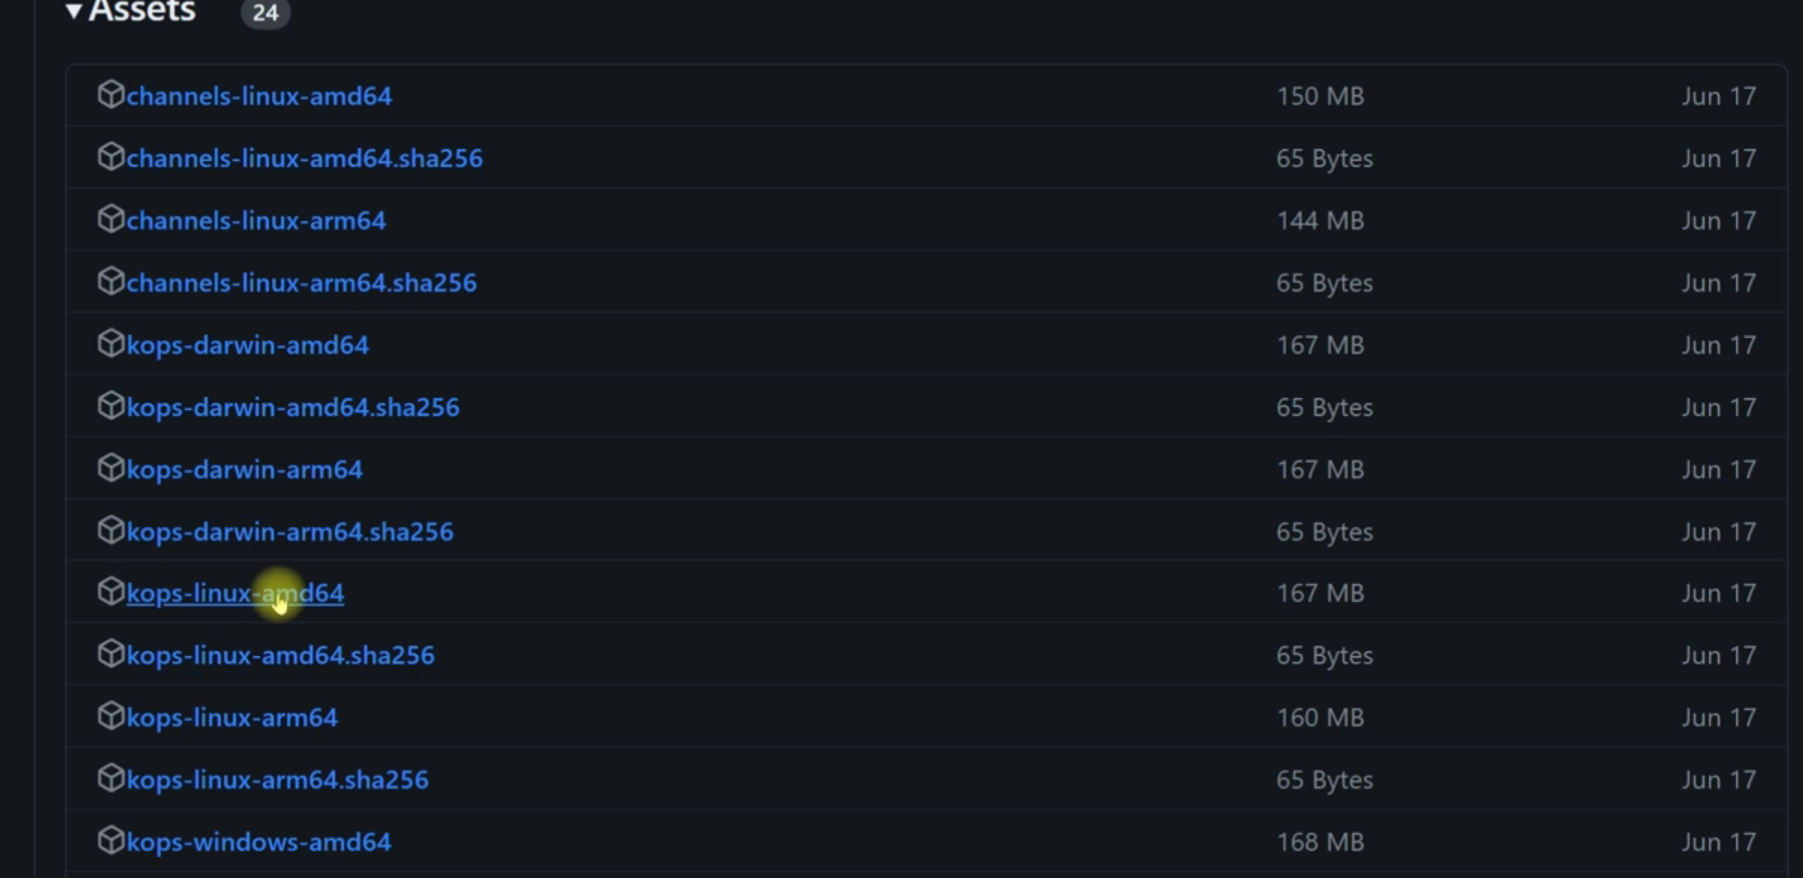 ▼Assets 24
channels-linux-amd64 150 MB Jun 17
channels-linux-amd64.sha256 65 Bytes Jun 17
channels-linux-arm64 144 MB Jun 17
channels-linux-arm64.sha256 65 Bytes Jun 17
kops-darwin-amd64 167 MB Jun 17
kops-darwin-amd64.sha256 65 Bytes Jun 17
kops-darwin-arm64 167 MB Jun 17
kops-darwin-arm64.sha256 65 Bytes Jun 17
kops-linux-amd64 167 MB Jun 17
kops-linux-amd64.sha256 65 Bytes Jun 17
kops-linux-arm64 160 MB Jun 17
kops-linux-arm64.sha256 65 Bytes Jun 17
kops-windows-amd64 168 MB Jun 17